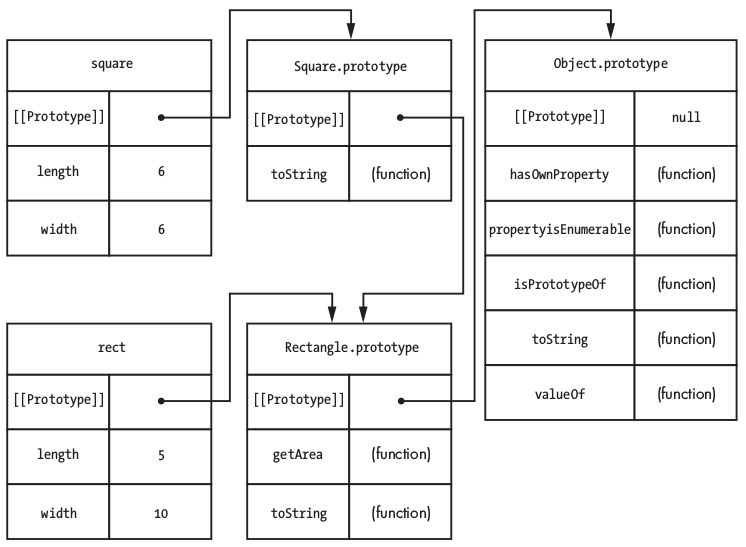 square
[[Prototype]]
length 6
width 6
Square.prototype
[[Prototype]]
toString (function)
Object.prototype
[[Prototype]] null
hasOwnProperty (function)
propertyisEnumerable (function)
isPrototypeOf (function)
toString (function)
valueOf (function)
rect
[[Prototype]]
length 5
width 10
Rectangle.prototype
[[Prototype]]
getArea (function)
toString (function)